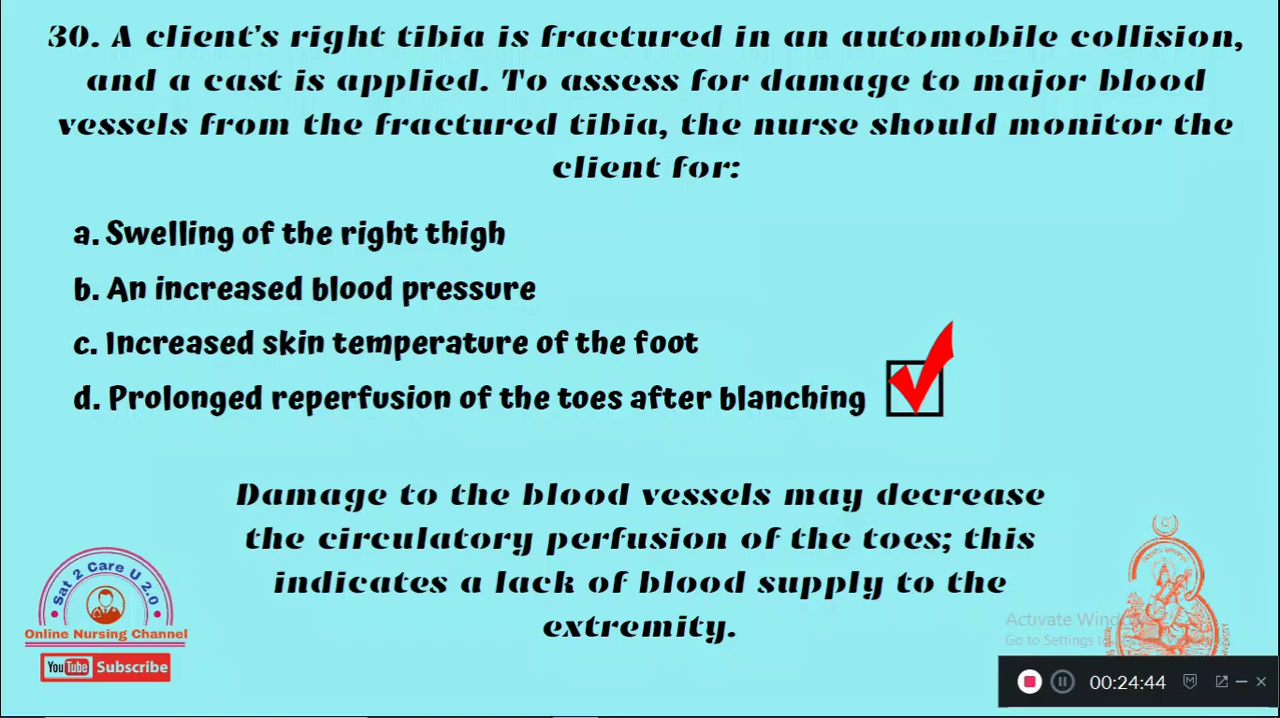 30. A client's right tibia is fractured in an automobile collision,
and a cast is applied. To assess for damage to major blood
vessels from the fractured tibia, the nurse should monitor the
client for:
a. Swelling of the right thigh
b. An increased blood pressure
c. Increased skin temperature of the foot
d. Prolonged reperfusion of the toes after blanching
Damage to the blood vessels may decrease
the circulatory perfusion of the toes; this
indicates a lack of blood supply to the
extremity.
Sat 2 Care U 2.0
Online Nursing Channel
YouTube Subscribe
Activate Wind
Go to Settings t
00:24:44